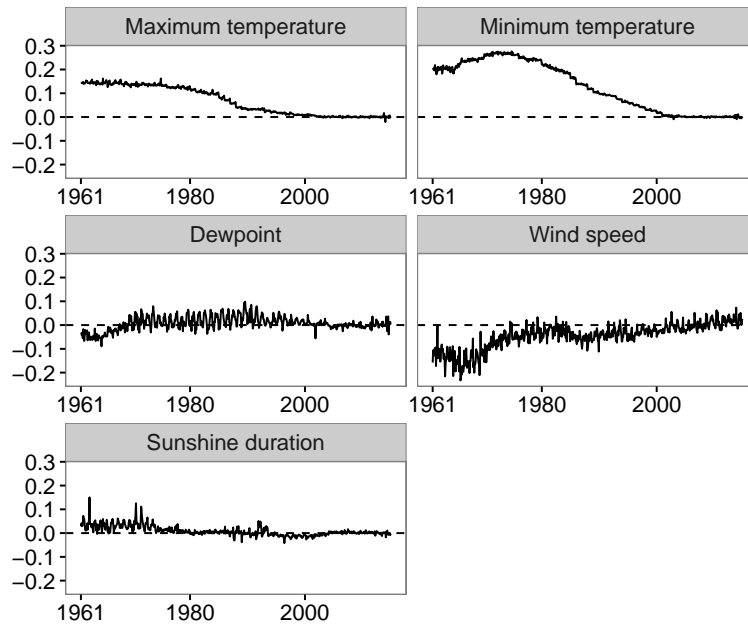 Maximum temperature
Minimum temperature
0.3
0.2
0.1
0.0
−0.1
−0.2
1961 1980 2000
1961 1980 2000
Dewpoint
Wind speed
0.3
0.2
0.1
0.0
−0.1
−0.2
1961 1980 2000
1961 1980 2000
Sunshine duration
0.3
0.2
0.1
0.0
−0.1
−0.2
1961 1980 2000